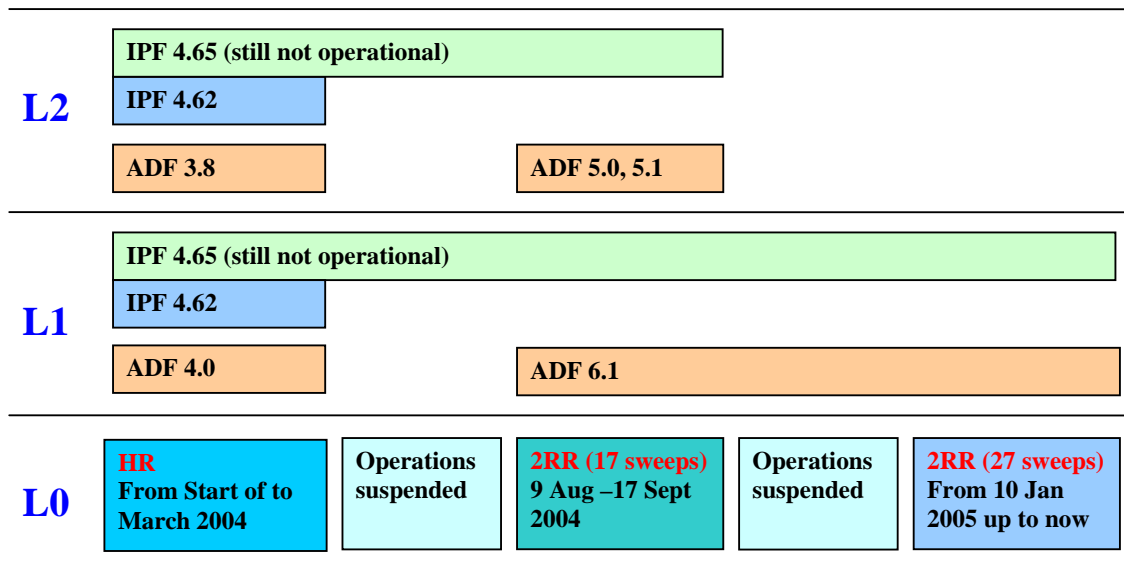 L2
IPF 4.65 (still not operational)
IPF 4.62
ADF 3.8
ADF 5.0, 5.1
L1
IPF 4.65 (still not operational)
IPF 4.62
ADF 4.0
ADF 6.1
L0
HR
From Start of to
March 2004
Operations
suspended
2RR (17 sweeps)
9 Aug –17 Sept
2004
Operations
suspended
2RR (27 sweeps)
From 10 Jan
2005 up to now